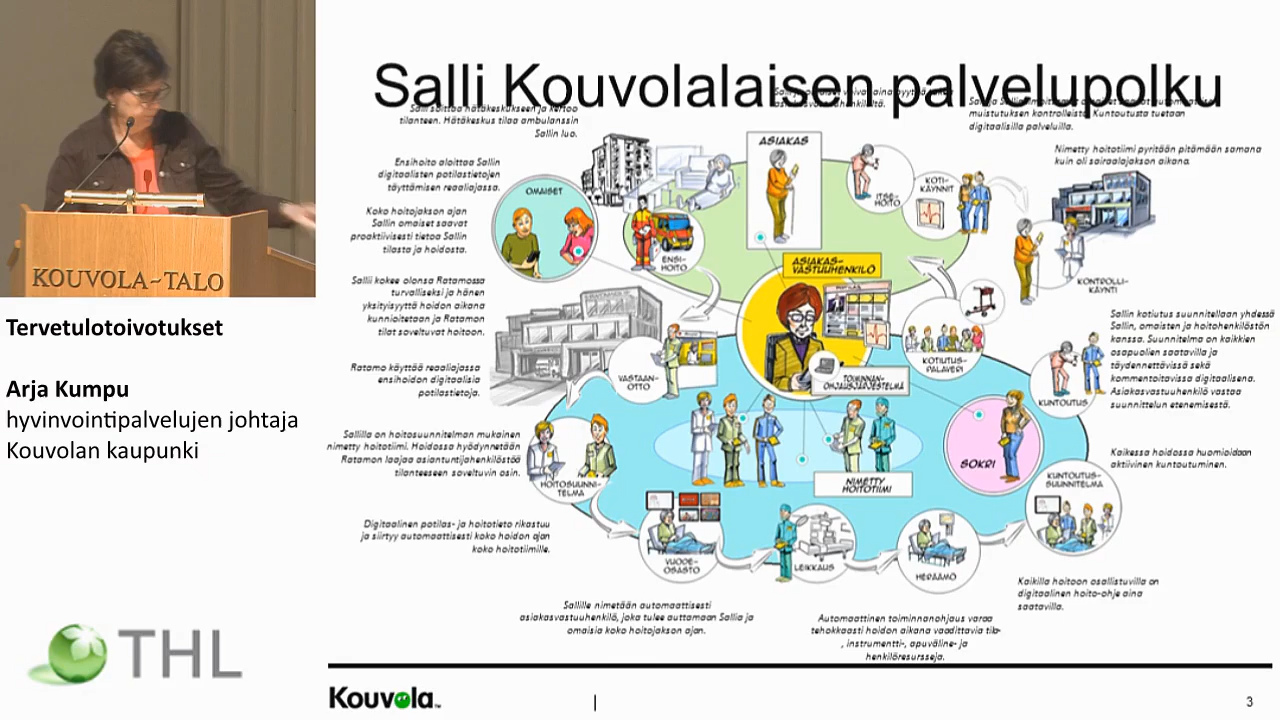 Salli Kouvolalaisen palvelupolku
Salli soittaa hätäkeskukseen ja kertoo
tilanteen. Hätäkeskus tilaa ambulanssin
Sallin luo.
muistutuksen kontrolleista. Kuntoutusta tuetaan
digitaalisilla palveluilla.
Ensihoito aloittaa Sallin
digitaalisten potilastietojen
täyttämisen reaaliajassa.
Nimetty hoitotiimi pyritään pitämään samana
kuin oli sairaalajakson aikana.
Koko hoitojakson ajan
Sallin omaiset saavat
proaktiivisesti tietoa Sallin
tilasta ja hoidosta.
OMAISET
ENSI-
HOITO
ASIAKAS
ITSE-
HOITO
KOTI-
KÄYNNIT
KONTROLLI-
KÄYNTI
ASIAKAS-
VASTUUHENKILÖ
Sallii kokee olonsa Ratamossa
turvalliseksi ja hänen
yksityisyyttä hoidon aikana
kunnioitetaan ja Ratamon
tilat soveltuvat hoitoon.
Ratamo käyttää reaaliajassa
ensihoidon digitaalisia
potilastietoja.
VASTAAN-
OTTO
TOIMINNAN-
OHJAUSJÄRJESTELMÄ
KOTIUTUS-
PALAVERI
KUNTOUTUS
Sallin kotiutus suunnitellaan yhdessä
Sallin, omaisten ja hoitohenkilöstön
kanssa. Suunnitelma on kaikkien
osapuolien saatavilla ja
täydennettävissä sekä
kommentoitavissa digitaalisena.
Asiakasvastuuhenkilö vastaa
suunnittelun etenemisestä.
Sallilla on hoitosuunnitelman mukainen
nimetty hoitotiimi. Hoidossa hyödynnetään
Ratamon laajaa asiantuntijahenkilöstöä
tilanteeseen soveltuvin osin.
HOITOSUUNNI-
TELMA
NIMETTY
HOITOTIIMI
SOKRI
Kaikessa hoidossa huomioidaan
aktiivinen kuntoutuminen.
KUNTOUTUS-
SUUNNITELMA
Digitaalinen potilas- ja hoitotieto rikastuu
ja siirtyy automaattisesti koko hoidon ajan
koko hoitotiimille.
VUODE-
OSASTO
LEIKKAUS
HERÄÄMÖ
Kaikilla hoitoon osallistuvilla on
digitaalinen hoito-ohje aina
saatavilla.
Sallille nimetään automaattisesti
asiakasvastuuhenkilö, joka tulee auttamaan Sallia ja
omaisia koko hoitojakson ajan.
Automaattinen toiminnanohjaus varaa
tehokkaasti hoidon aikana vaadittavia tila-
, instrumentti-, apuväline- ja
henkilöresursseja.
KOUVOLA-TALO
Tervetulotoivotukset
Arja Kumpu
hyvinvointipalvelujen johtaja
Kouvolan kaupunki
THL
Kouvola
3